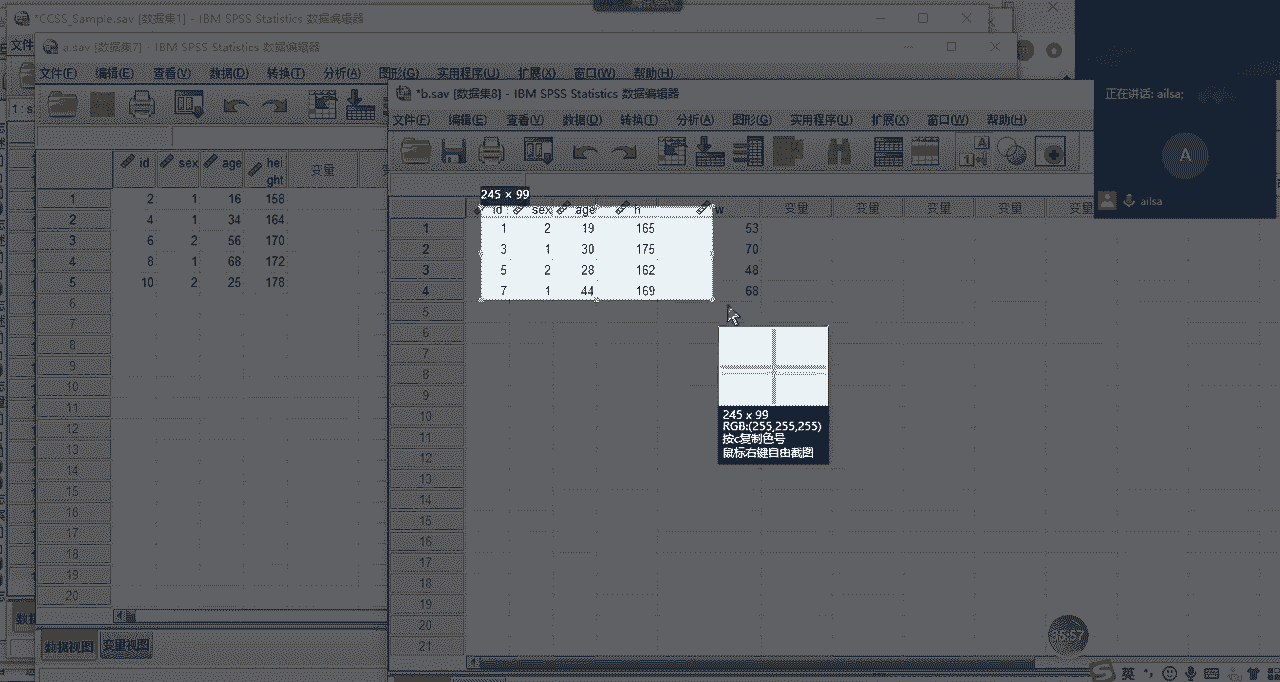 *CCSS_Sample.sav [数据集1] - IBM SPSS Statistics 数据编辑器
文件
a.sav [数据集7] - IBM SPSS Statistics 数据编辑器
文件(F) 编辑(E) 查看(V) 数据(D) 转换(T) 分析(A) 图形(G) 实用程序(U) 扩展(X) 窗口(W) 帮助(H)
id sex age height 变量
1 2 1 16 158
2 4 1 34 164
3 6 2 56 170
4 8 1 68 172
5 10 2 25 178
6
7
8
9
10
11
12
13
14
15
16
17
18
19
20
数据视图 变量视图
*b.sav [数据集8] - IBM SPSS Statistics 数据编辑器
文件(F) 编辑(E) 查看(V) 数据(D) 转换(T) 分析(A) 图形(G) 实用程序(U) 扩展(X) 窗口(W) 帮助(H)
245 × 99
id sex age h w 变量 变量 变量 变量 变量
1 1 2 19 165 53
2 3 1 30 175 70
3 5 2 28 162 48
4 7 1 44 169 68
5
6
7
8
9
10
11
12
13
14
15
16
17
18
19
20
21
245 x 99
RGB:(255,255,255)
按c复制色号
鼠标右键自由截图
正在讲话: ailsa;
A
ailsa
英